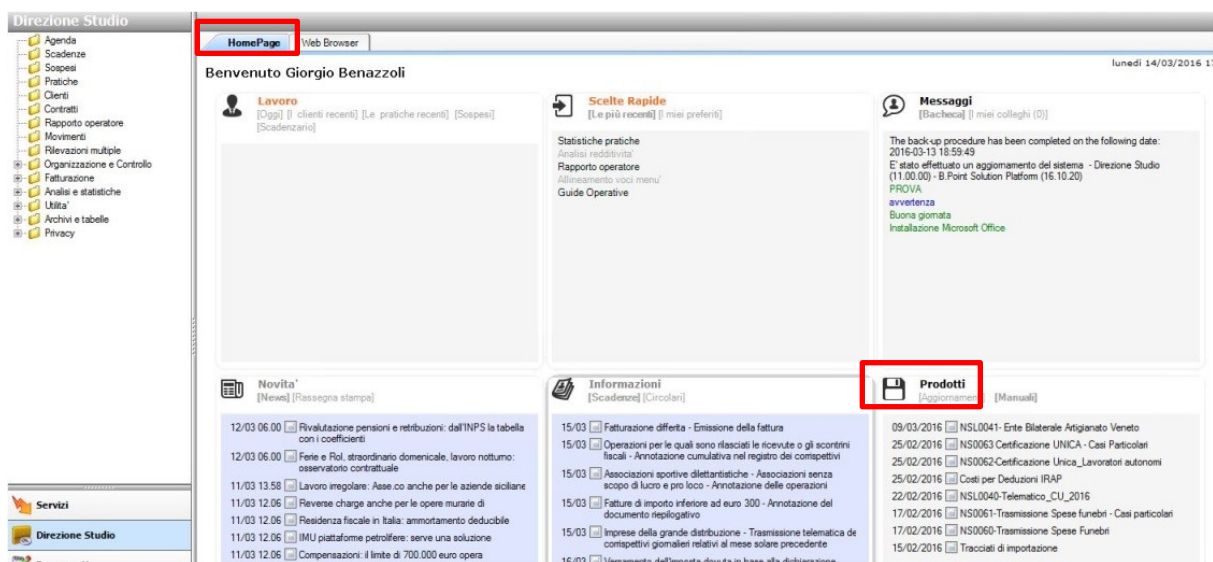 Direzione Studio
Agenda
Scadenze
Sospesi
Pratiche
Clienti
Contratti
Rapporto operatore
Movimenti
Rilevazioni multiple
Organizzazione e Controllo
Fatturazione
Analisi e statistiche
Utilita'
Archivi e tabelle
Privacy
Servizi
Direzione Studio
HomePage
Web Browser
Benvenuto Giorgio Benazzoli
lunedì 14/03/2016 17
Lavoro
[Oggi] [I clienti recenti] [Le pratiche recenti] [Sospesi]
[Scadenzario]
Scelte Rapide
[Le più recenti] [I miei preferiti]
Statistiche pratiche
Analisi redditivita'
Rapporto operatore
Allineamento voci menu'
Guide Operative
Messaggi
[Bacheca] [I miei colleghi (0)]
The back-up procedure has been completed on the following date:
2016-03-13 18:59:49
E' stato effettuato un aggiornamento del sistema - Direzione Studio
(11.00.00) - B.Point Solution Platform (16.10.20)
PROVA
avvertenza
Buona giornata
Installazione Microsoft Office
Novita'
[News] [Rassegna stampa]
12/03 06.00 Rivalutazione pensioni e retribuzioni: dall'INPS la tabella
con i coefficienti
12/03 06.00 Ferie e Rol, straordinario domenicale, lavoro notturno:
osservatorio contrattuale
11/03 13.58 Lavoro irregolare: Asse.co anche per le aziende siciliane
11/03 12.06 Reverse charge anche per le opere murarie di
11/03 12.06 Residenza fiscale in Italia: ammortamento deducibile
11/03 12.06 IMU piattaforme petrolifere: serve una soluzione
11/03 12.06 Compensazioni: il limite di 700.000 euro opera
Informazioni
[Scadenze] [Circolari]
15/03 Fatturazione differita - Emissione della fattura
15/03 Operazioni per le quali sono rilasciati le ricevute o gli scontrini
fiscali - Annotazione cumulativa nel registro dei corrispettivi
15/03 Associazioni sportive dilettantistiche - Associazioni senza
scopo di lucro e pro loco - Annotazione delle operazioni
15/03 Fatture di importo inferiore ad euro 300 - Annotazione del
documento riepilogativo
15/03 Imprese della grande distribuzione - Trasmissione telematica de
corrispettivi giornalieri relativi al mese solare precedente
16/03 Versamento dell'imposta dovuta in base alla dichiarazione
Prodotti
[Aggiornamenti] [Manuali]
09/03/2016 NSL0041- Ente Bilaterale Artigianato Veneto
25/02/2016 NS0063 Certificazione UNICA - Casi Particolari
25/02/2016 NS0062-Certificazione Unica_Lavoratori autonomi
25/02/2016 Costi per Deduzioni IRAP
22/02/2016 NSL0040-Telematico_CU_2016
17/02/2016 NS0061-Trasmissione Spese funebri - Casi particolari
17/02/2016 NS0060-Trasmissione Spese Funebri
15/02/2016 Tracciati di importazione